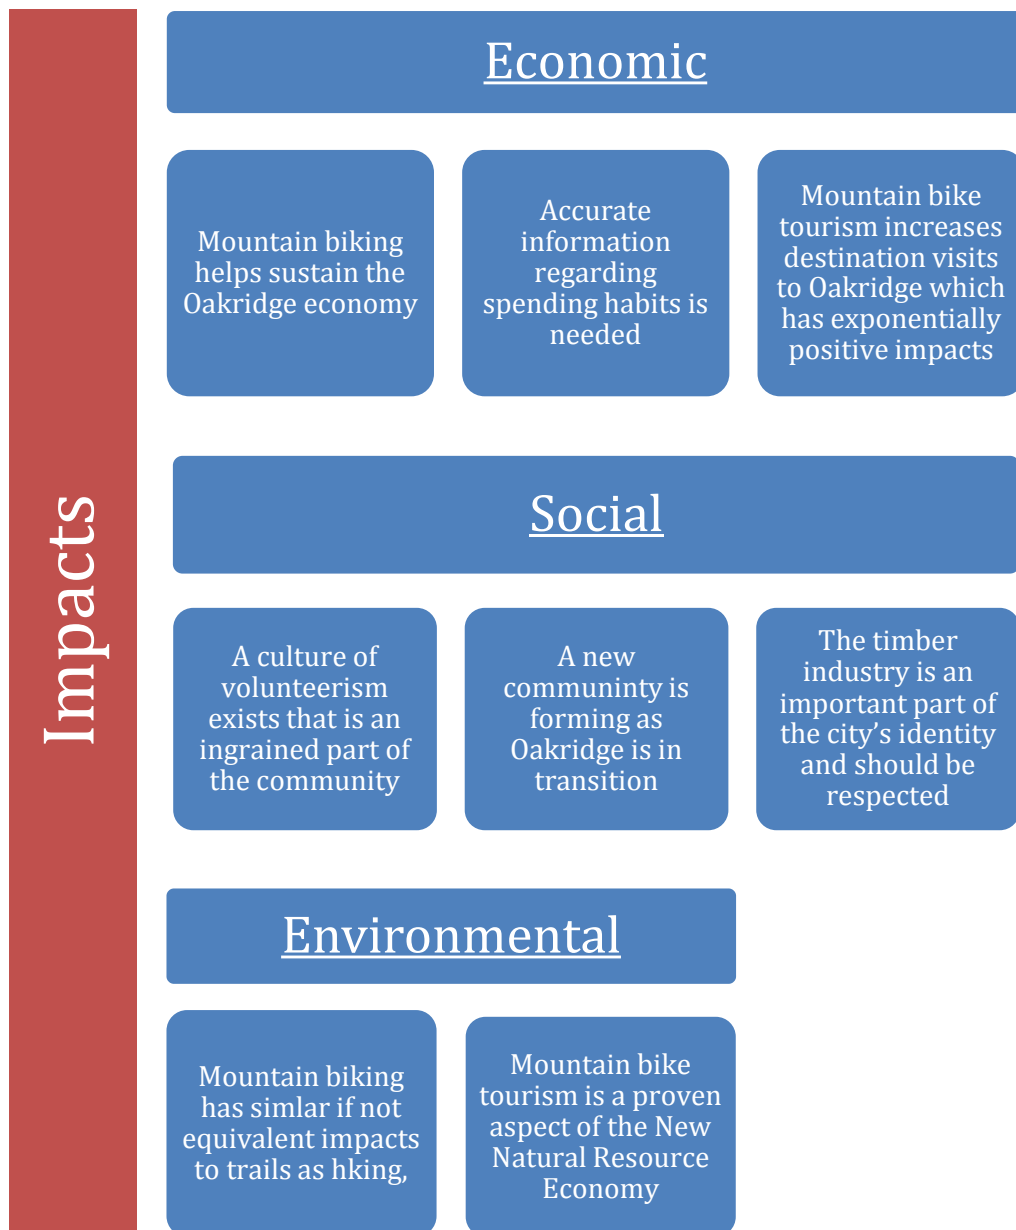 Impacts
Economic
Mountain biking
helps sustain the
Oakridge economy
Accurate
information
regarding
spending habits is
needed
Mountain bike
tourism increases
destination visits
to Oakridge which
has exponentially
positive impacts
Social
A culture of
volunteerism
exists that is an
ingrained part of
the community
A new
communinty is
forming as
Oakridge is in
transition
The timber
industry is an
important part of
the city’s identity
and should be
respected
Environmental
Mountain biking
has simlar if not
equivalent impacts
to trails as hking,
Mountain bike
tourism is a proven
aspect of the New
Natural Resource
Economy